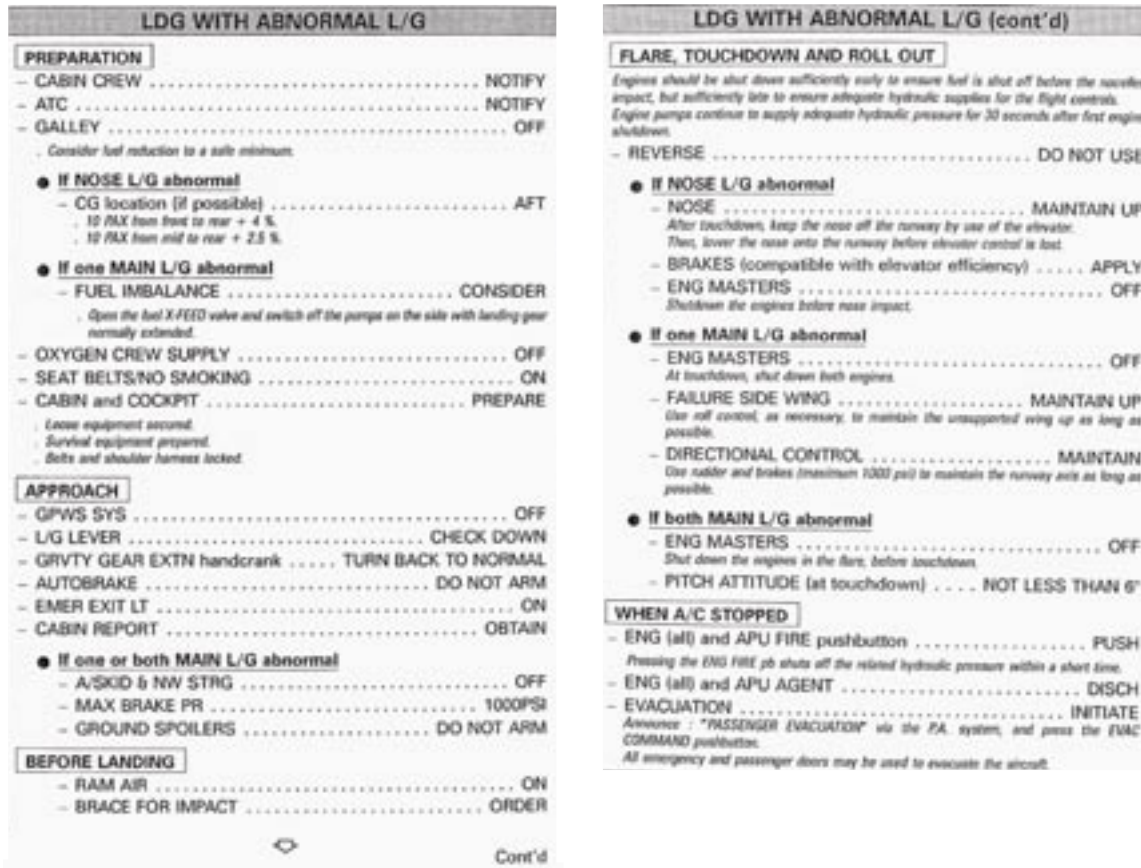 LDG WITH ABNORMAL L/G
PREPARATION
– CABIN CREW ........ NOTIFY
– ATC ........ NOTIFY
– GALLEY ........ OFF
. Consider fuel reduction to a safe minimum.
● If NOSE L/G abnormal
– CG location (if possible) ........ AFT
. 10 PAX from front to rear + 4 %.
. 10 PAX from mid to rear + 2.5 %.
● If one MAIN L/G abnormal
– FUEL IMBALANCE ........ CONSIDER
. Open the fuel X-FEED valve and switch off the pumps on the side with landing gear
normally extended.
– OXYGEN CREW SUPPLY ........ OFF
– SEAT BELTS/NO SMOKING ........ ON
– CABIN and COCKPIT ........ PREPARE
. Loose equipment secured.
. Survival equipment prepared.
. Belts and shoulder harness locked.
APPROACH
– GPWS SYS ........ OFF
– L/G LEVER ........ CHECK DOWN
– GRVTY GEAR EXTN handcrank ..... TURN BACK TO NORMAL
– AUTOBRAKE ........ DO NOT ARM
– EMER EXIT LT ........ ON
– CABIN REPORT ........ OBTAIN
● If one or both MAIN L/G abnormal
– A/SKID & NW STRG ........ OFF
– MAX BRAKE PR ........ 1000PSI
– GROUND SPOILERS ........ DO NOT ARM
BEFORE LANDING
– RAM AIR ........ ON
– BRACE FOR IMPACT ........ ORDER
Cont'd
LDG WITH ABNORMAL L/G (cont'd)
FLARE, TOUCHDOWN AND ROLL OUT
Engines should be shut down sufficiently early to ensure fuel is shut off before the nacelles
impact, but sufficiently late to ensure adequate hydraulic supplies for the flight controls.
Engine pumps continue to supply adequate hydraulic pressure for 30 seconds after first engine
shutdown.
– REVERSE ........ DO NOT USE
● If NOSE L/G abnormal
– NOSE ........ MAINTAIN UP
After touchdown, keep the nose off the runway by use of the elevator.
Then, lower the nose onto the runway before elevator control is lost.
– BRAKES (compatible with elevator efficiency) ..... APPLY
– ENG MASTERS ........ OFF
Shutdown the engines before nose impact.
● If one MAIN L/G abnormal
– ENG MASTERS ........ OFF
At touchdown, shut down both engines.
– FAILURE SIDE WING ........ MAINTAIN UP
Use roll control, as necessary, to maintain the unsupported wing up as long as
possible.
– DIRECTIONAL CONTROL ........ MAINTAIN
Use rudder and brakes (maximum 1000 psi) to maintain the runway axis as long as
possible.
● If both MAIN L/G abnormal
– ENG MASTERS ........ OFF
Shut down the engines in the flare, before touchdown.
– PITCH ATTITUDE (at touchdown) .... NOT LESS THAN 6°
WHEN A/C STOPPED
– ENG (all) and APU FIRE pushbutton ........ PUSH
Pressing the ENG FIRE pb shuts off the related hydraulic pressure within a short time.
– ENG (all) and APU AGENT ........ DISCH
– EVACUATION ........ INITIATE
Announce : "PASSENGER EVACUATION" via the P.A. system, and press the EVAC
COMMAND pushbutton.
All emergency and passenger doors may be used to evacuate the aircraft.